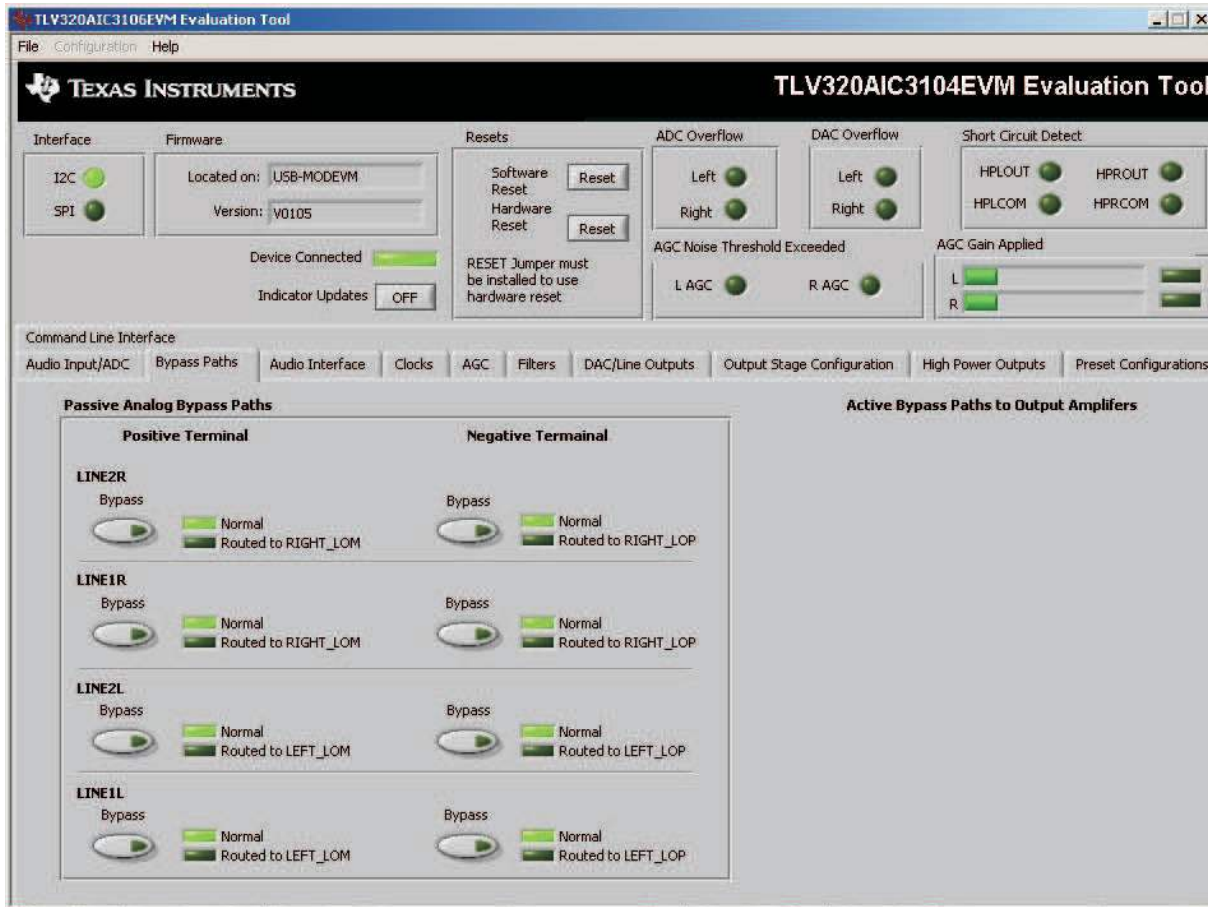 TLV320AIC3106EVM Evaluation Tool
File Configuration Help
TEXAS INSTRUMENTS
TLV320AIC3104EVM Evaluation Tool
Interface
I2C
SPI
Firmware
Located on: USB-MODEVM
Version: V0105
Device Connected
Indicator Updates OFF
Resets
Software Reset Reset
Hardware Reset Reset
RESET Jumper must
be installed to use
hardware reset
ADC Overflow
Left
Right
DAC Overflow
Left
Right
Short Circuit Detect
HPLOUT HPROUT
HPLCOM HPRCOM
AGC Noise Threshold Exceeded
L AGC R AGC
AGC Gain Applied
L
R
Command Line Interface
Audio Input/ADC Bypass Paths Audio Interface Clocks AGC Filters DAC/Line Outputs Output Stage Configuration High Power Outputs Preset Configurations
Passive Analog Bypass Paths
Active Bypass Paths to Output Amplifers
Positive Terminal Negative Termainal
LINE2R
Bypass Bypass
Normal Normal
Routed to RIGHT_LOM Routed to RIGHT_LOP
LINE1R
Bypass Bypass
Normal Normal
Routed to RIGHT_LOM Routed to RIGHT_LOP
LINE2L
Bypass Bypass
Normal Normal
Routed to LEFT_LOM Routed to LEFT_LOP
LINE1L
Bypass Bypass
Normal Normal
Routed to LEFT_LOM Routed to LEFT_LOP